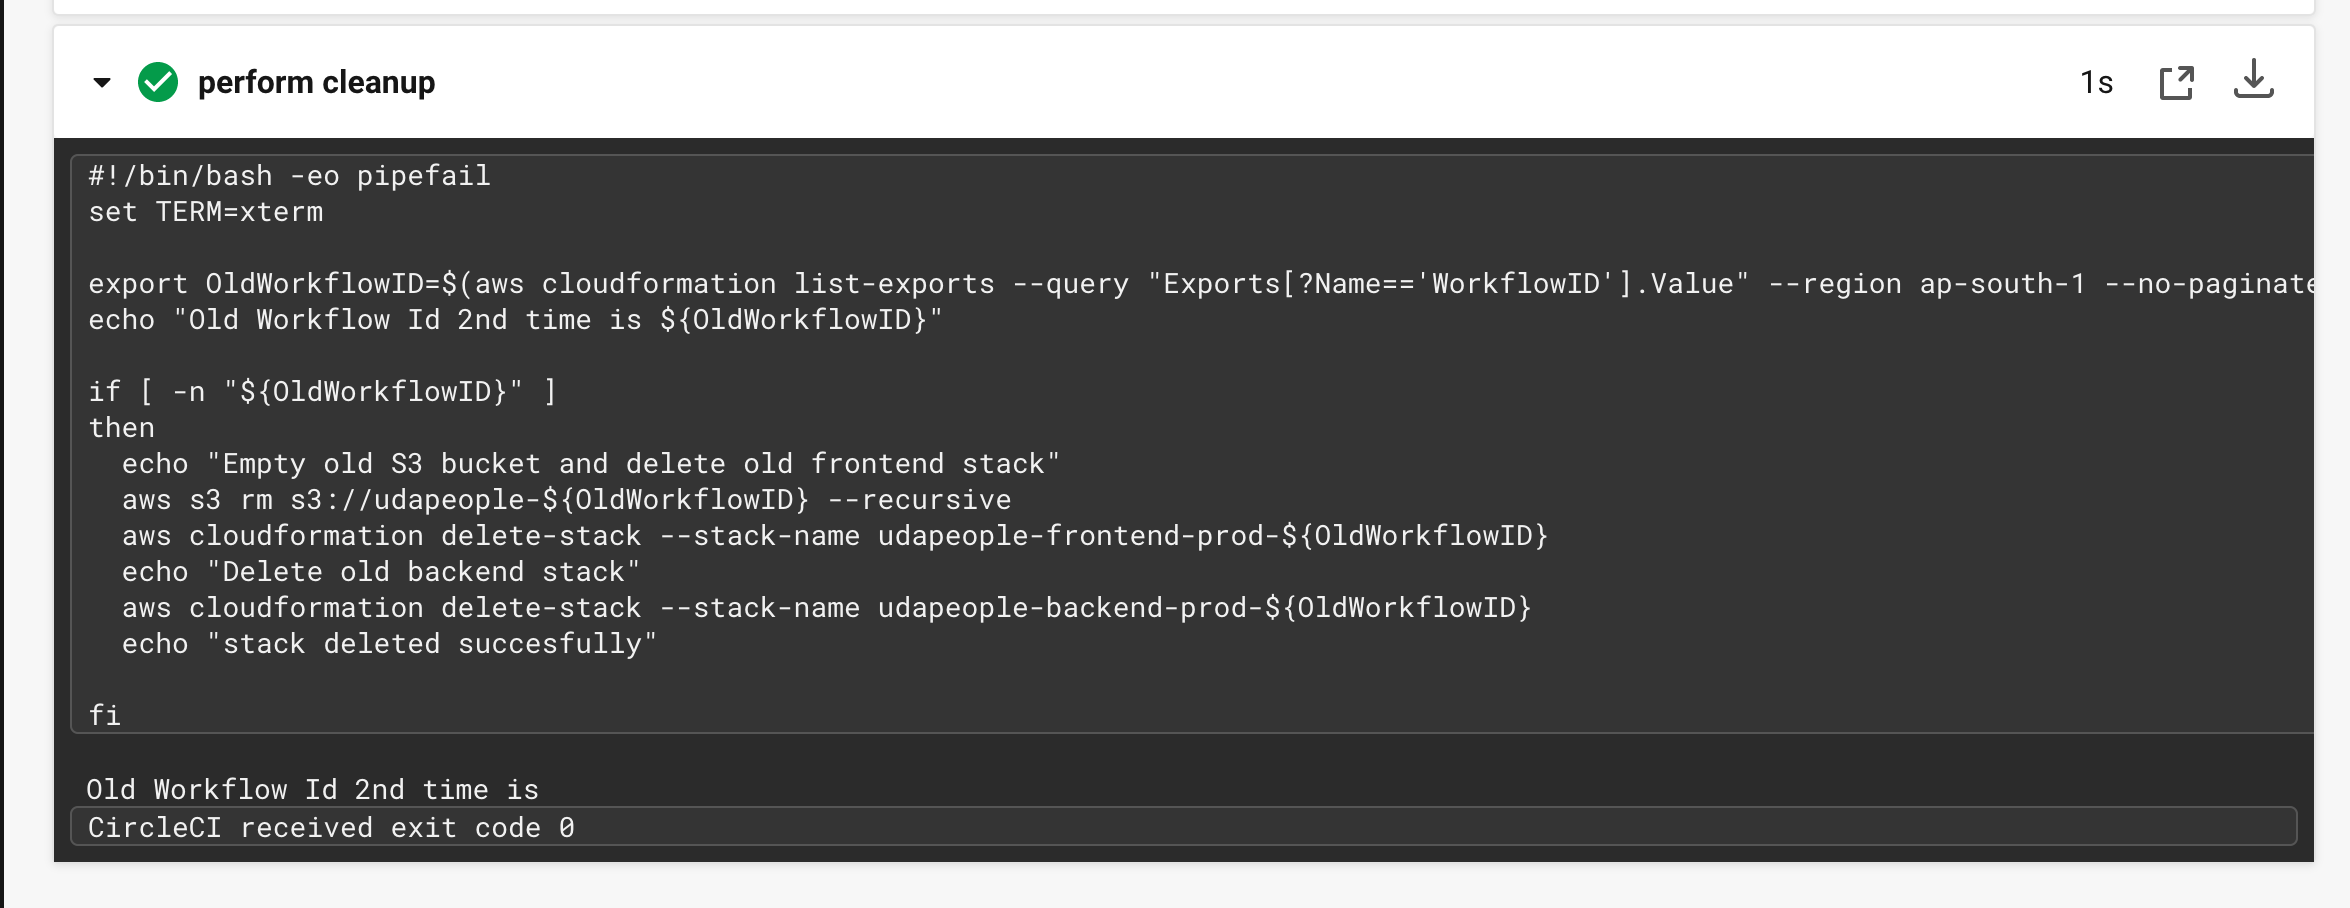 perform cleanup
1s
#!/bin/bash -eo pipefail
set TERM=xterm
export OldWorkflowID=$(aws cloudformation list-exports --query "Exports[?Name=='WorkflowID'].Value" --region ap-south-1 --no-paginate
echo "Old Workflow Id 2nd time is ${OldWorkflowID}"
if [ -n "${OldWorkflowID}" ]
then
  echo "Empty old S3 bucket and delete old frontend stack"
  aws s3 rm s3://udapeople-${OldWorkflowID} --recursive
  aws cloudformation delete-stack --stack-name udapeople-frontend-prod-${OldWorkflowID}
  echo "Delete old backend stack"
  aws cloudformation delete-stack --stack-name udapeople-backend-prod-${OldWorkflowID}
  echo "stack deleted succesfully"
fi
Old Workflow Id 2nd time is
CircleCI received exit code 0